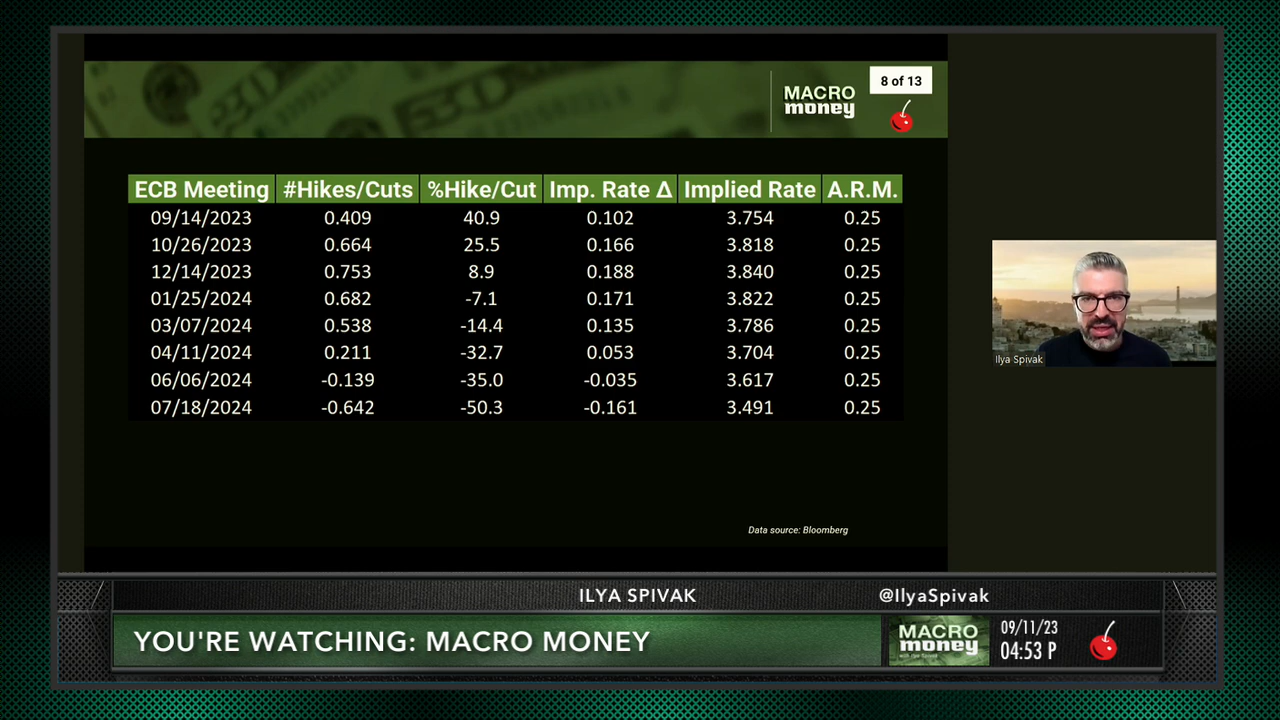 MACRO
money
8 of 13
ECB Meeting #Hikes/Cuts %Hike/Cut Imp. Rate Δ Implied Rate A.R.M.
09/14/2023 0.409 40.9 0.102 3.754 0.25
10/26/2023 0.664 25.5 0.166 3.818 0.25
12/14/2023 0.753 8.9 0.188 3.840 0.25
01/25/2024 0.682 -7.1 0.171 3.822 0.25
03/07/2024 0.538 -14.4 0.135 3.786 0.25
04/11/2024 0.211 -32.7 0.053 3.704 0.25
06/06/2024 -0.139 -35.0 -0.035 3.617 0.25
07/18/2024 -0.642 -50.3 -0.161 3.491 0.25
Data source: Bloomberg
Ilya Spivak
ILYA SPIVAK @IlyaSpivak
YOU'RE WATCHING: MACRO MONEY
MACRO
money
with Ilya Spivak
09/11/23
04:53 P